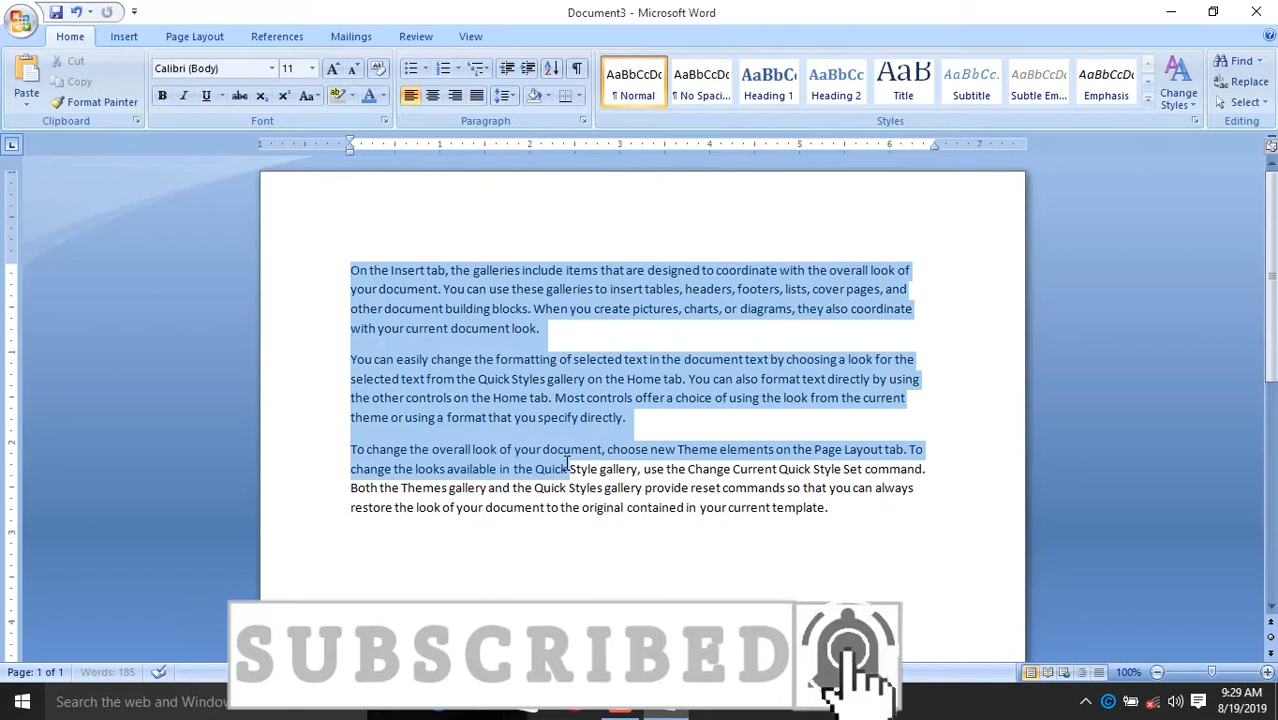 Document3 - Microsoft Word
Home Insert Page Layout References Mailings Review View
Paste
Cut
Copy
Format Painter
Clipboard
Calibri (Body) 11
B I U abc x₂ x² Aa
Font
Paragraph
AaBbCcDc AaBbCcDc AaBbCc AaBbCc AaB AaBbCc. AaBbCcDc AaBbCcDc
¶ Normal ¶ No Spaci... Heading 1 Heading 2 Title Subtitle Subtle Em... Emphasis
Change
Styles
Styles
Find
Replace
Select
Editing
1 1 2 3 4 5 6 7
On the Insert tab, the galleries include items that are designed to coordinate with the overall look of
your document. You can use these galleries to insert tables, headers, footers, lists, cover pages, and
other document building blocks. When you create pictures, charts, or diagrams, they also coordinate
with your current document look.
You can easily change the formatting of selected text in the document text by choosing a look for the
selected text from the Quick Styles gallery on the Home tab. You can also format text directly by using
the other controls on the Home tab. Most controls offer a choice of using the look from the current
theme or using a format that you specify directly.
To change the overall look of your document, choose new Theme elements on the Page Layout tab. To
change the looks available in the Quick Style gallery, use the Change Current Quick Style Set command.
Both the Themes gallery and the Quick Styles gallery provide reset commands so that you can always
restore the look of your document to the original contained in your current template.
SUBSCRIBED
Page: 1 of 1 Words: 185
100%
Search the web and Window
9:29 AM
8/19/2019